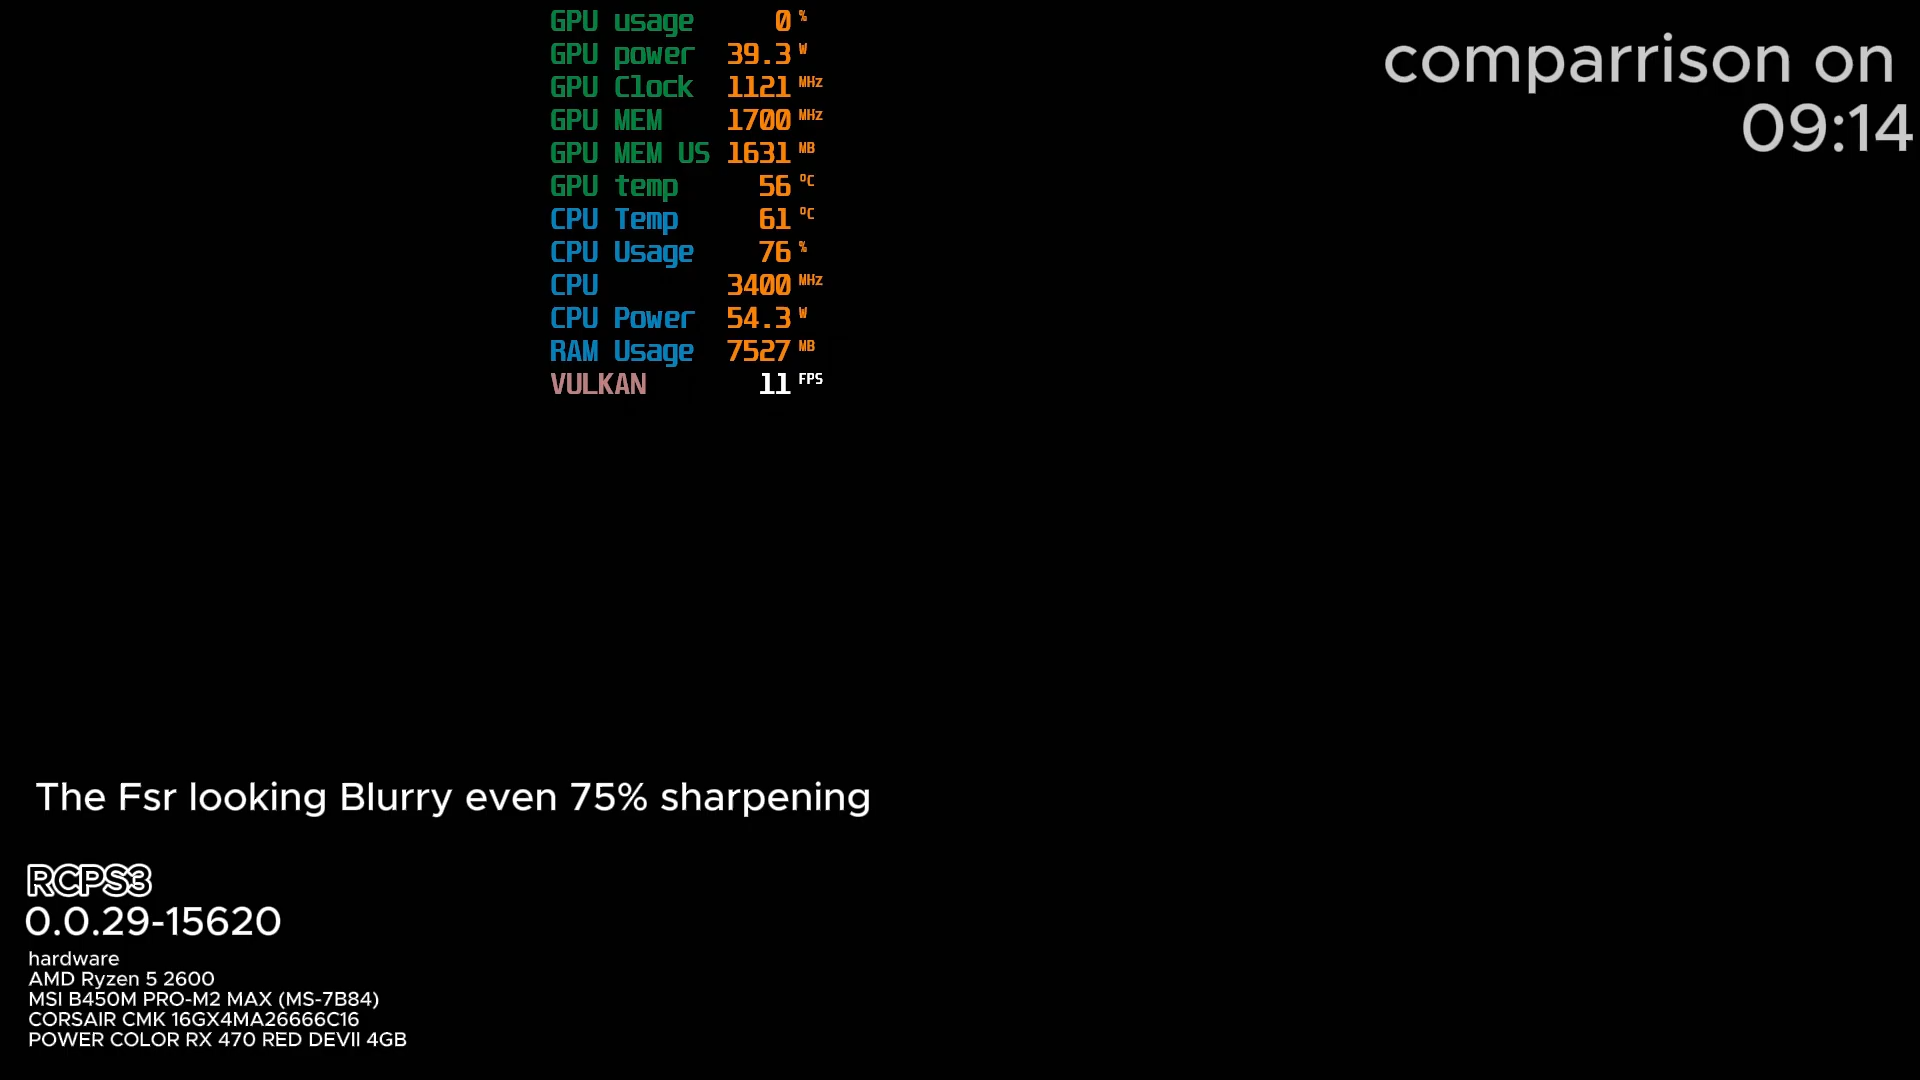 GPU usage 0 %
GPU power 39.3 W
GPU Clock 1121 MHz
GPU MEM 1700 MHz
GPU MEM US 1631 MB
GPU temp 56 °C
CPU Temp 61 °C
CPU Usage 76 %
CPU 3400 MHz
CPU Power 54.3 W
RAM Usage 7527 MB
VULKAN 11 FPS
comparrison on
09:14
The Fsr looking Blurry even 75% sharpening
RCPS3
0.0.29-15620
hardware
AMD Ryzen 5 2600
MSI B450M PRO-M2 MAX (MS-7B84)
CORSAIR CMK 16GX4MA26666C16
POWER COLOR RX 470 RED DEVIl 4GB